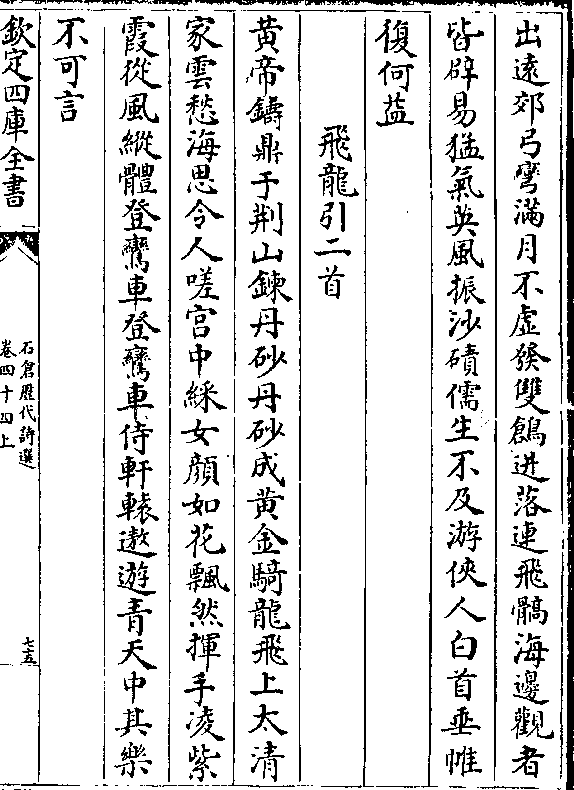 出遠郊弓彎滿月不虛發雙鶬迸落連飛髇海邊觀者
皆辟易猛氣英風振沙磧儒生不及游俠人白首垂帷
復何益
飛龍引二首
黃帝鑄鼎于荆山鍊丹砂丹砂成黃金騎龍飛上太清
家雲愁海思令人嗟宫中綵女顔如花飄然揮手凌紫
霞從風縱體登鸞車登鸞車侍軒轅遨遊青天中其樂
不可言
欽定四庫全書
石倉歷代詩選
卷四十四上
七五